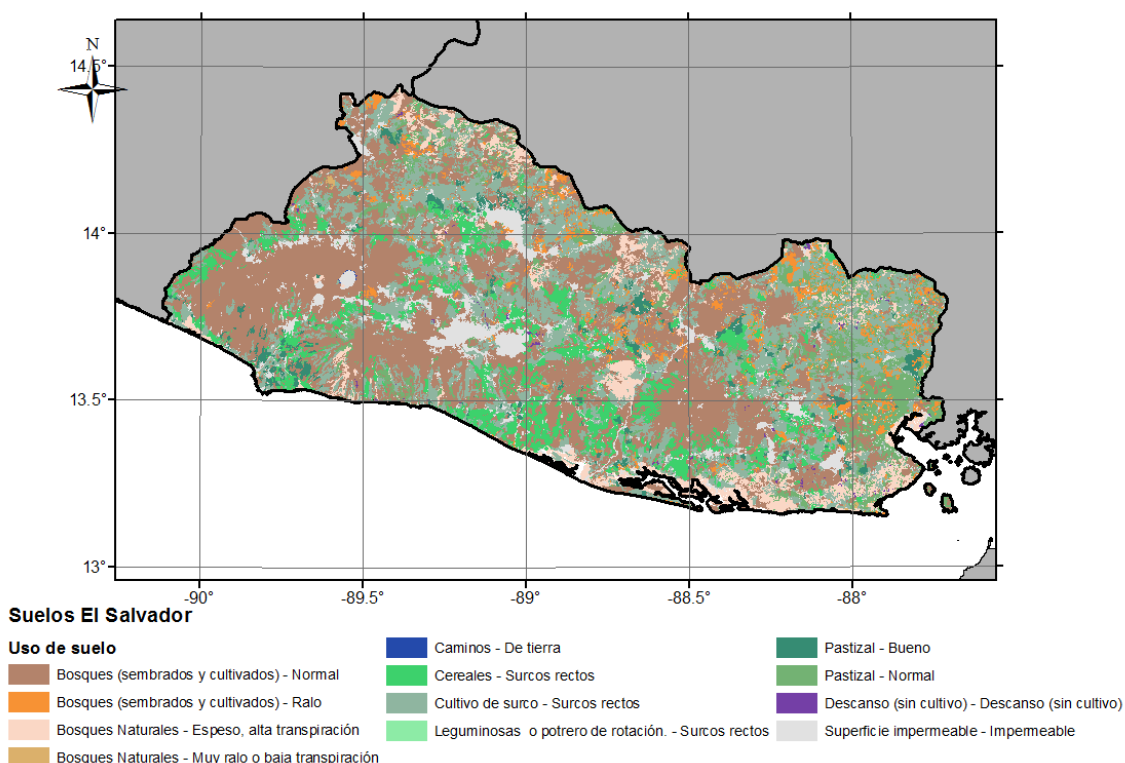 N
14.5°
14°
13.5°
13°
-90°
-89.5°
-89°
-88.5°
-88°
Suelos El Salvador
Uso de suelo
Bosques (sembrados y cultivados) - Normal
Bosques (sembrados y cultivados) - Ralo
Bosques Naturales - Espeso, alta transpiración
Bosques Naturales - Muy ralo o baja transpiración
Caminos - De tierra
Cereales - Surcos rectos
Cultivo de surco - Surcos rectos
Leguminosas o potrero de rotación. - Surcos rectos
Pastizal - Bueno
Pastizal - Normal
Descanso (sin cultivo) - Descanso (sin cultivo)
Superficie impermeable - Impermeable